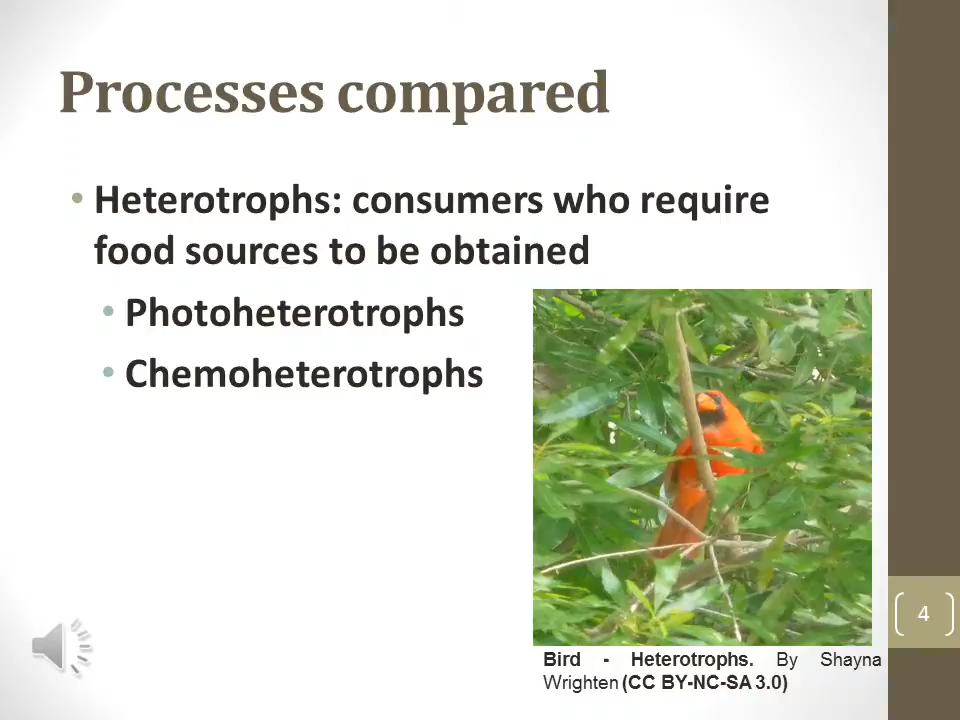 Processes compared
• Heterotrophs: consumers who require
food sources to be obtained
• Photoheterotrophs
• Chemoheterotrophs
4
Bird - Heterotrophs. By Shayna
Wrighten (CC BY-NC-SA 3.0)